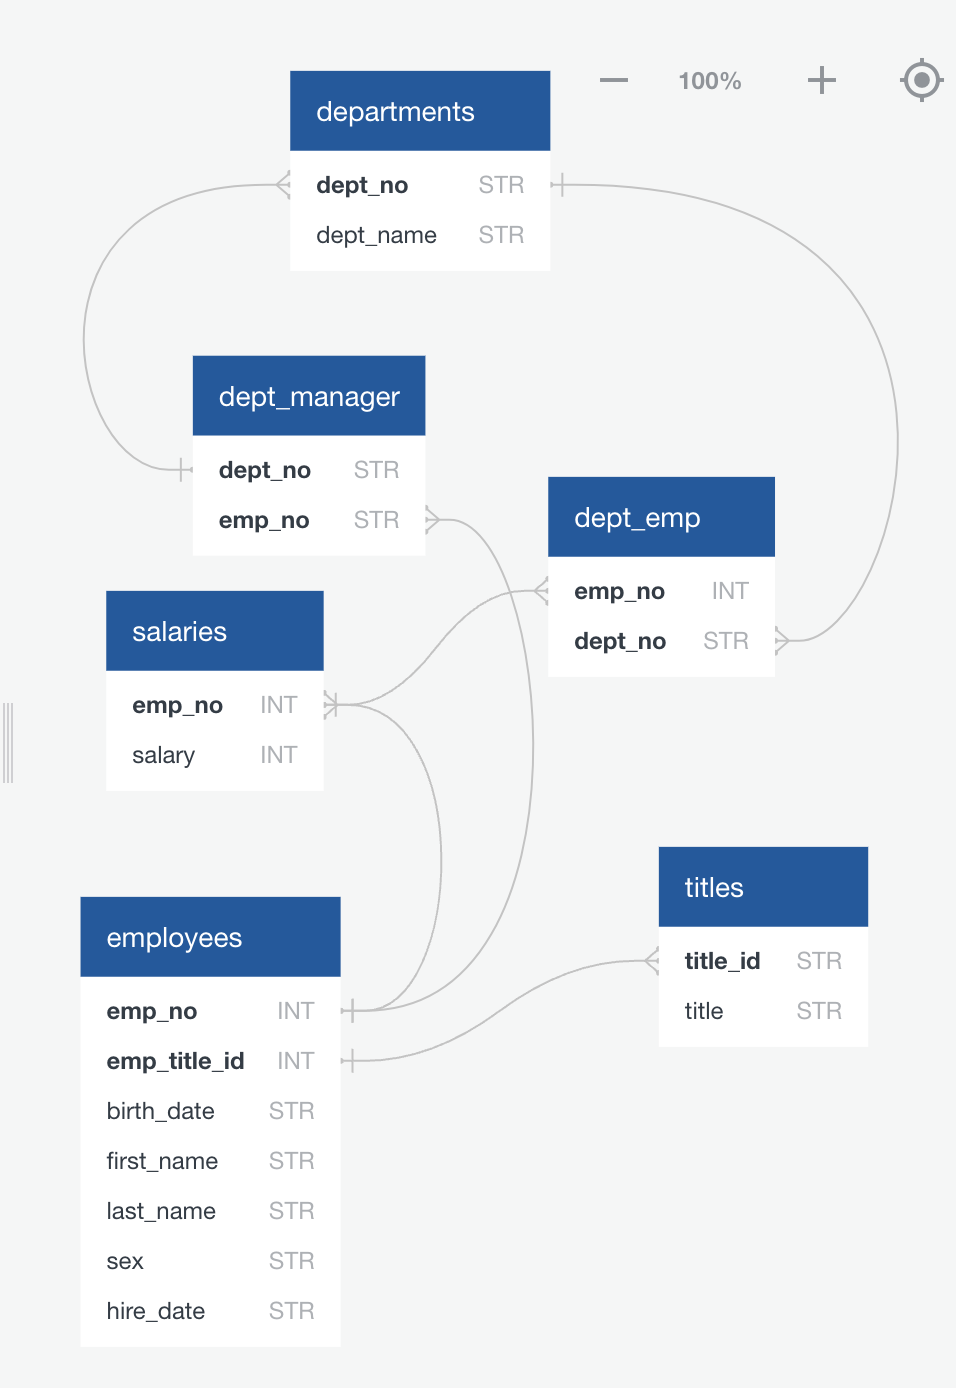 100%
departments
dept_no STR
dept_name STR
dept_manager
dept_no STR
emp_no STR
dept_emp
emp_no INT
dept_no STR
salaries
emp_no INT
salary INT
titles
title_id STR
title STR
employees
emp_no INT
emp_title_id INT
birth_date STR
first_name STR
last_name STR
sex STR
hire_date STR